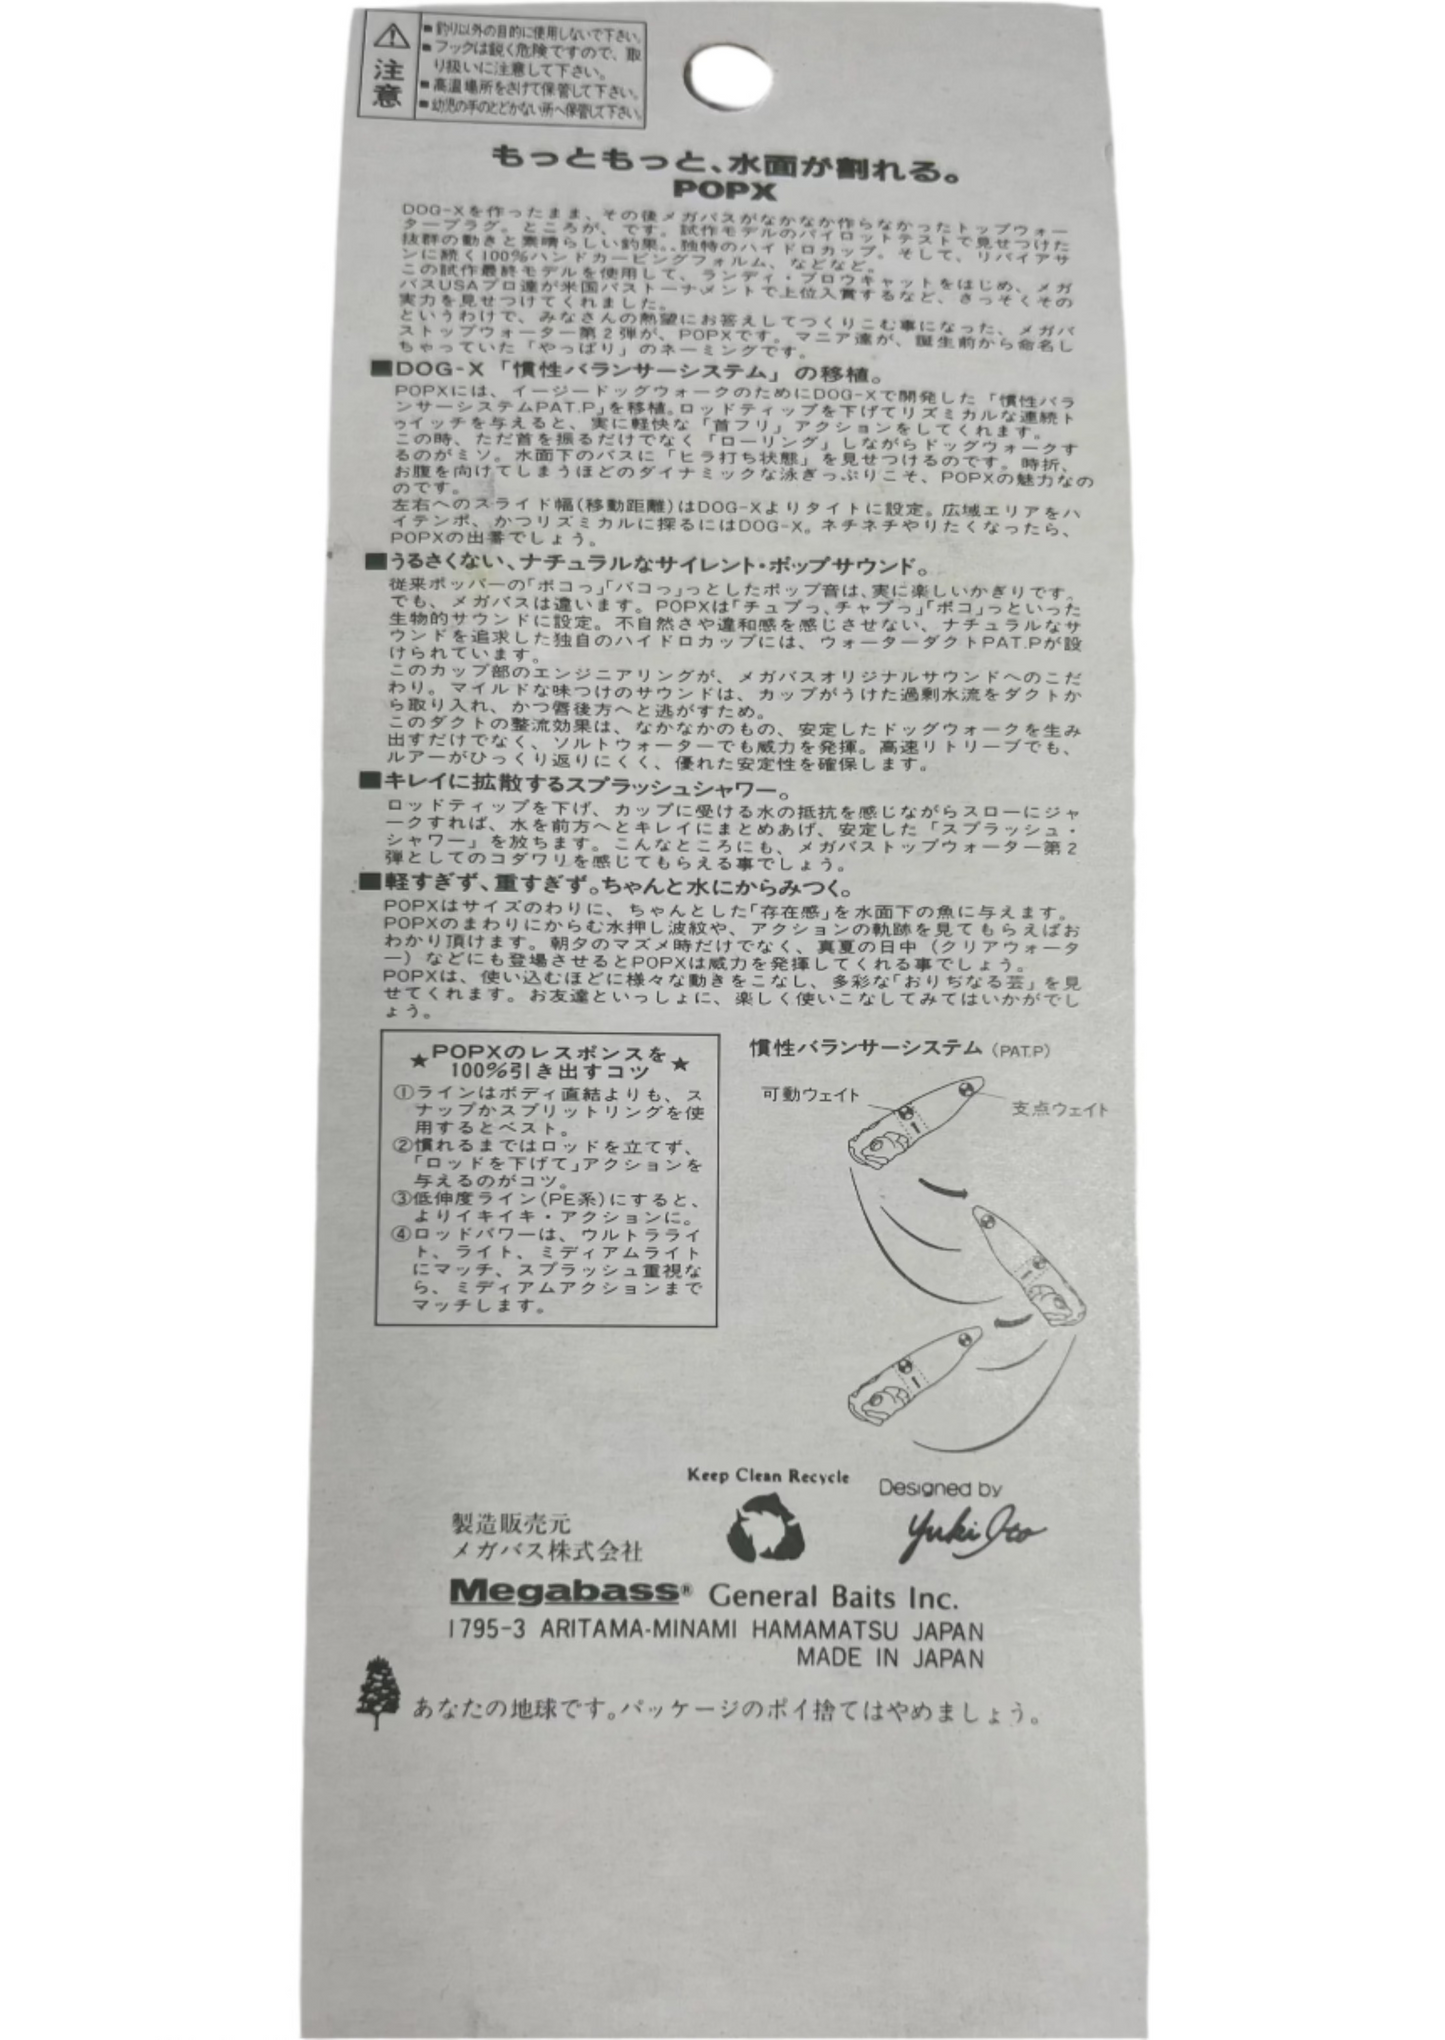 注意
■釣り以外の目的に使用しないで下さい。
■フックは鋭く危険ですので、取
り扱いに注意して下さい。
■高温場所をさけて保管して下さい。
■幼児の手のとどかない所へ保管して下さい。
もっともっと、水面が割れる。
POPX
DOG-Xを作ったまま、その後メガバスがなかなか作らなかったトップウォー
タープラグ。ところが、です。試作モデルのパイロットテストで見せつけた
抜群の動きと素晴らしい釣果。、独特のハイドロカップ。そして、リバイアサ
ンに続く100%ハンドカービングフォルム、などなど。
この試作最終モデルを使用して、ランディ・ブロウキャットをはじめ、メガ
バスUSAプロ達が米国バストーナメントで上位入賞するなど、さっそくその
実力を見せつけてくれました。
というわけで、みなさんの熱望にお答えしてつくりこむ事になった、メガバ
ストップウォーター第2弾が、POPXです。マニア達が、誕生前から命名し
ちゃっていた「やっぱり」のネーミングです。
■DOG-X「慣性バランサーシステム」の移植。
POPXには、イージードッグウォークのためにDOG-Xで開発した「慣性バラ
ンサーシステムPAT.P」を移植。ロッドティップを下げてリズミカルな連続ト
ゥイッチを与えると、実に軽快な「首フリ」アクションをしてくれます。
この時、ただ首を振るだけでなく「ローリング」しながらドッグウォークす
るのがミソ。水面下のバスに「ヒラ打ち状態」を見せつけるのです。時折、
お腹を向けてしまうほどのダイナミックな泳ぎっぷりこそ、POPXの魅力なの
のです。
左右へのスライド幅(移動距離)はDOG-Xよりタイトに設定。広域エリアをハ
イテンポ、かつリズミカルに探るにはDOG-X。ネチネチやりたくなったら、
POPXの出番でしょう。
■うるさくない、ナチュラルなサイレント・ポップサウンド。
従来ポッパーの「ポコっ」「バコっ」っとしたポップ音は、実に楽しいかぎりです。
でも、メガバスは違います。POPXは「チュプっ、チャプっ」「ポコ」っといった
生物的サウンドに設定。不自然さや違和感を感じさせない、ナチュラルなサ
ウンドを追求した独自のハイドロカップには、ウォーターダクトPAT.Pが設
けられています。
このカップ部のエンジニアリングが、メガバスオリジナルサウンドへのこだ
わり。マイルドな味つけのサウンドは、カップがうけた過剰水流をダクトか
ら取り入れ、かつ唇後方へと逃がすため。
このダクトの整流効果は、なかなかのもの、安定したドッグウォークを生み
出すだけでなく、ソルトウォーターでも威力を発揮。高速リトリーブでも、
ルアーがひっくり返りにくく、優れた安定性を確保します。
■キレイに拡散するスプラッシュシャワー。
ロッドティップを下げ、カップに受ける水の抵抗を感じながらスローにジャ
ークすれば、水を前方へとキレイにまとめあげ、安定した「スプラッシュ・
シャワー」を放ちます。こんなところにも、メガバストップウォーター第2
弾としてのコダワリを感じてもらえる事でしょう。
■軽すぎず、重すぎず。ちゃんと水にからみつく。
POPXはサイズのわりに、ちゃんとした「存在感」を水面下の魚に与えます。
POPXのまわりにからむ水押し波紋や、アクションの軌跡を見てもらえばお
わかり頂けます。朝夕のマズメ時だけでなく、真夏の日中（クリアウォータ
ー）などにも登場させるとPOPXは威力を発揮してくれる事でしょう。
POPXは、使い込むほどに様々な動きをこなし、多彩な「おりぢなる芸」を見
せてくれます。お友達といっしょに、楽しく使いこなしてみてはいかがでし
ょう。
★POPXのレスポンスを★
100%引き出すコツ
①ラインはボディ直結よりも、ス
ナップかスプリットリングを使
用するとベスト。
②慣れるまではロッドを立てず、
「ロッドを下げて」アクションを
与えるのがコツ。
③低伸度ライン(PE系)にすると、
よりイキイキ・アクションに。
④ロッドパワーは、ウルトラライ
ト、ライト、ミディアムライト
にマッチ、スプラッシュ重視な
ら、ミディアムアクションまで
マッチします。
慣性バランサーシステム（PAT.P）
可動ウェイト
支点ウェイト
Keep Clean Recycle
Designed by
Yuki Ito
製造販売元
メガバス株式会社
Megabass® General Baits Inc.
1795-3 ARITAMA-MINAMI HAMAMATSU JAPAN
MADE IN JAPAN
あなたの地球です。パッケージのポイ捨てはやめましょう。